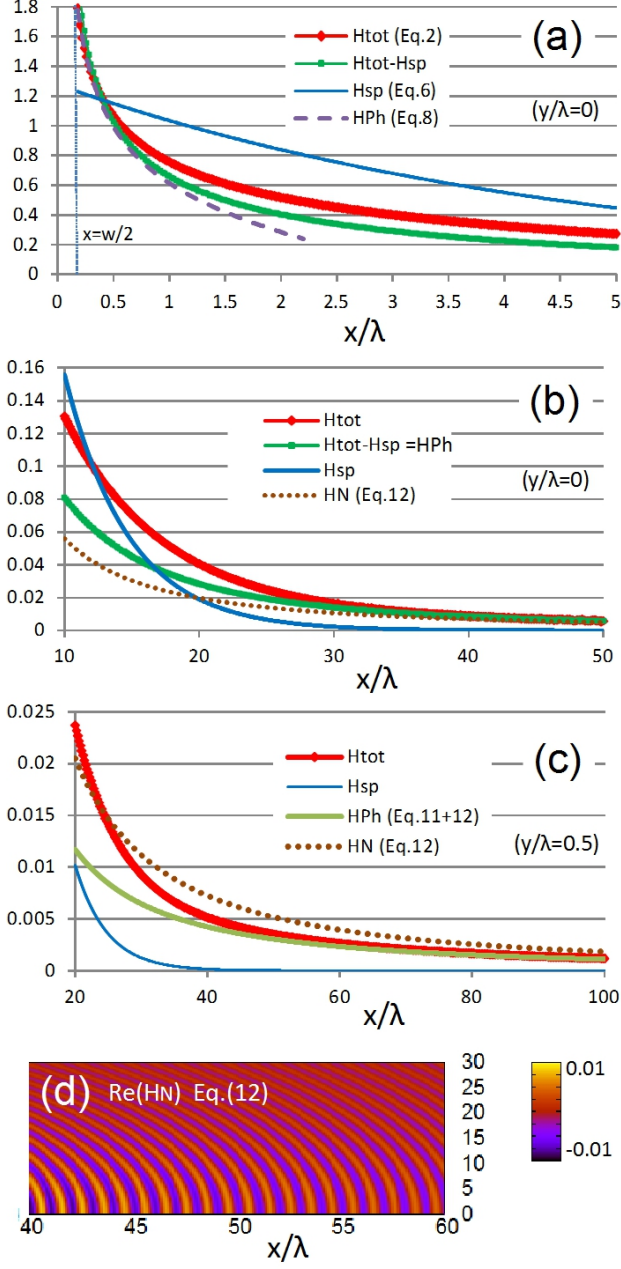 1.8
1.6
1.4
1.2
1
0.8
0.6
0.4
0.2
0
Htot (Eq.2)
Htot-Hsp
Hsp (Eq.6)
HPh (Eq.8)
(a)
(y/λ=0)
x=w/2
0 0.5 1 1.5 2 2.5 3 3.5 4 4.5 5
x/λ
0.16
0.14
0.12
0.1
0.08
0.06
0.04
0.02
0
(b)
Htot
Htot-Hsp =HPh
Hsp
HN (Eq.12)
(y/λ=0)
10 20 30 40 50
x/λ
0.025
0.02
0.015
0.01
0.005
0
(c)
Htot
Hsp
HPh (Eq.11+12)
HN (Eq.12)
(y/λ=0.5)
20 40 60 80 100
x/λ
(d) Re(HN) Eq.(12)
30
25
20
15
10
5
0
0.01
-0.01
40 45 50 55 60
x/λ